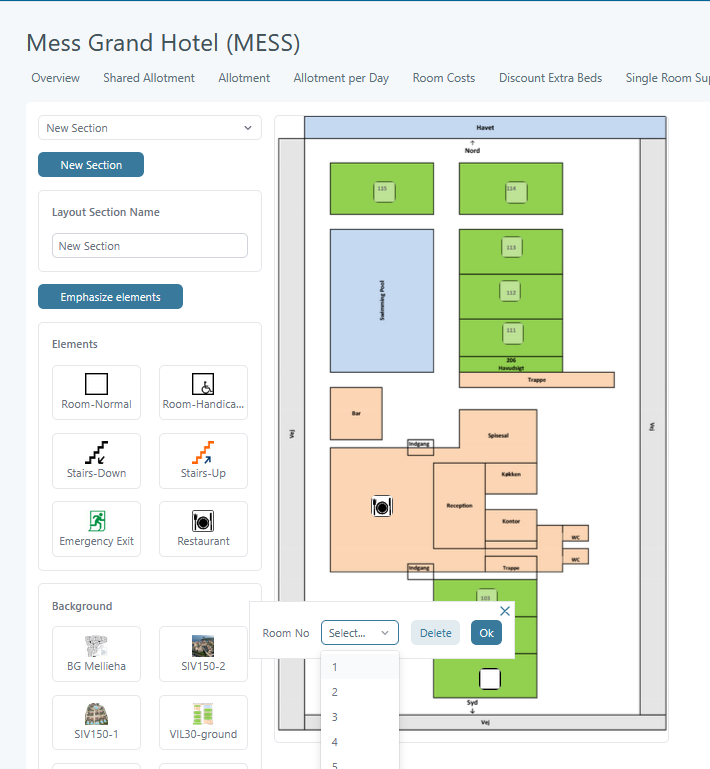 Mess Grand Hotel (MESS)
Overview Shared Allotment Allotment Allotment per Day Room Costs Discount Extra Beds Single Room Sup
New Section
New Section
Layout Section Name
New Section
Emphasize elements
Elements
Room-Normal Room-Handica...
Stairs-Down Stairs-Up
Emergency Exit Restaurant
Background
BG Mellieha SIV150-2
SIV150-1 VIL30-ground
Havet
Nord
115 114
113
Swimming Pool
112
111
206
Havudsigt
Trappe
Bar
Vej
Vej
Spisesal
Indgang
Køkken
Reception
Kontor
WC
WC
Indgang
Trappe
103
Room No Select... Delete Ok
1
2
3
4
5
Syd
Vej